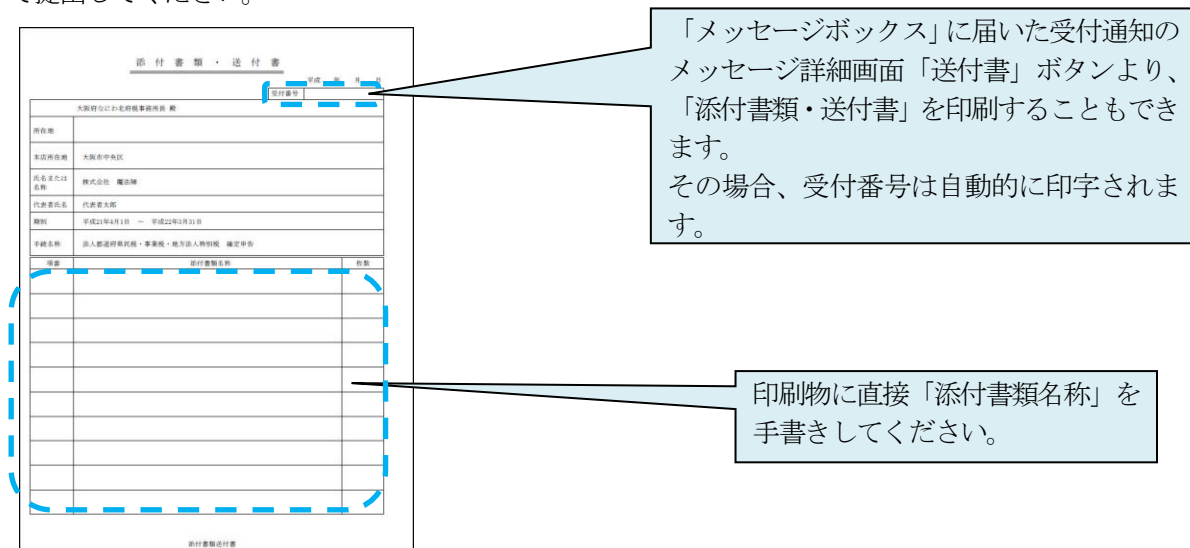 て提出してください。
添付書類・送付書
平成　年　月　日
受付番号
大阪府なにわ北府税事務所長 殿
所在地
本店所在地　大阪市中央区
氏名または
名称　株式会社　魔法陣
代表者氏名　代表者太郎
期別　平成21年4月1日　～　平成22年3月31日
手続名称　法人都道府県民税・事業税・地方法人特別税　確定申告
項番　添付書類名称　枚数
添付書類送付書
「メッセージボックス」に届いた受付通知の
メッセージ詳細画面「送付書」ボタンより、
「添付書類・送付書」を印刷することもでき
ます。
その場合、受付番号は自動的に印字されま
す。
印刷物に直接「添付書類名称」を
手書きしてください。